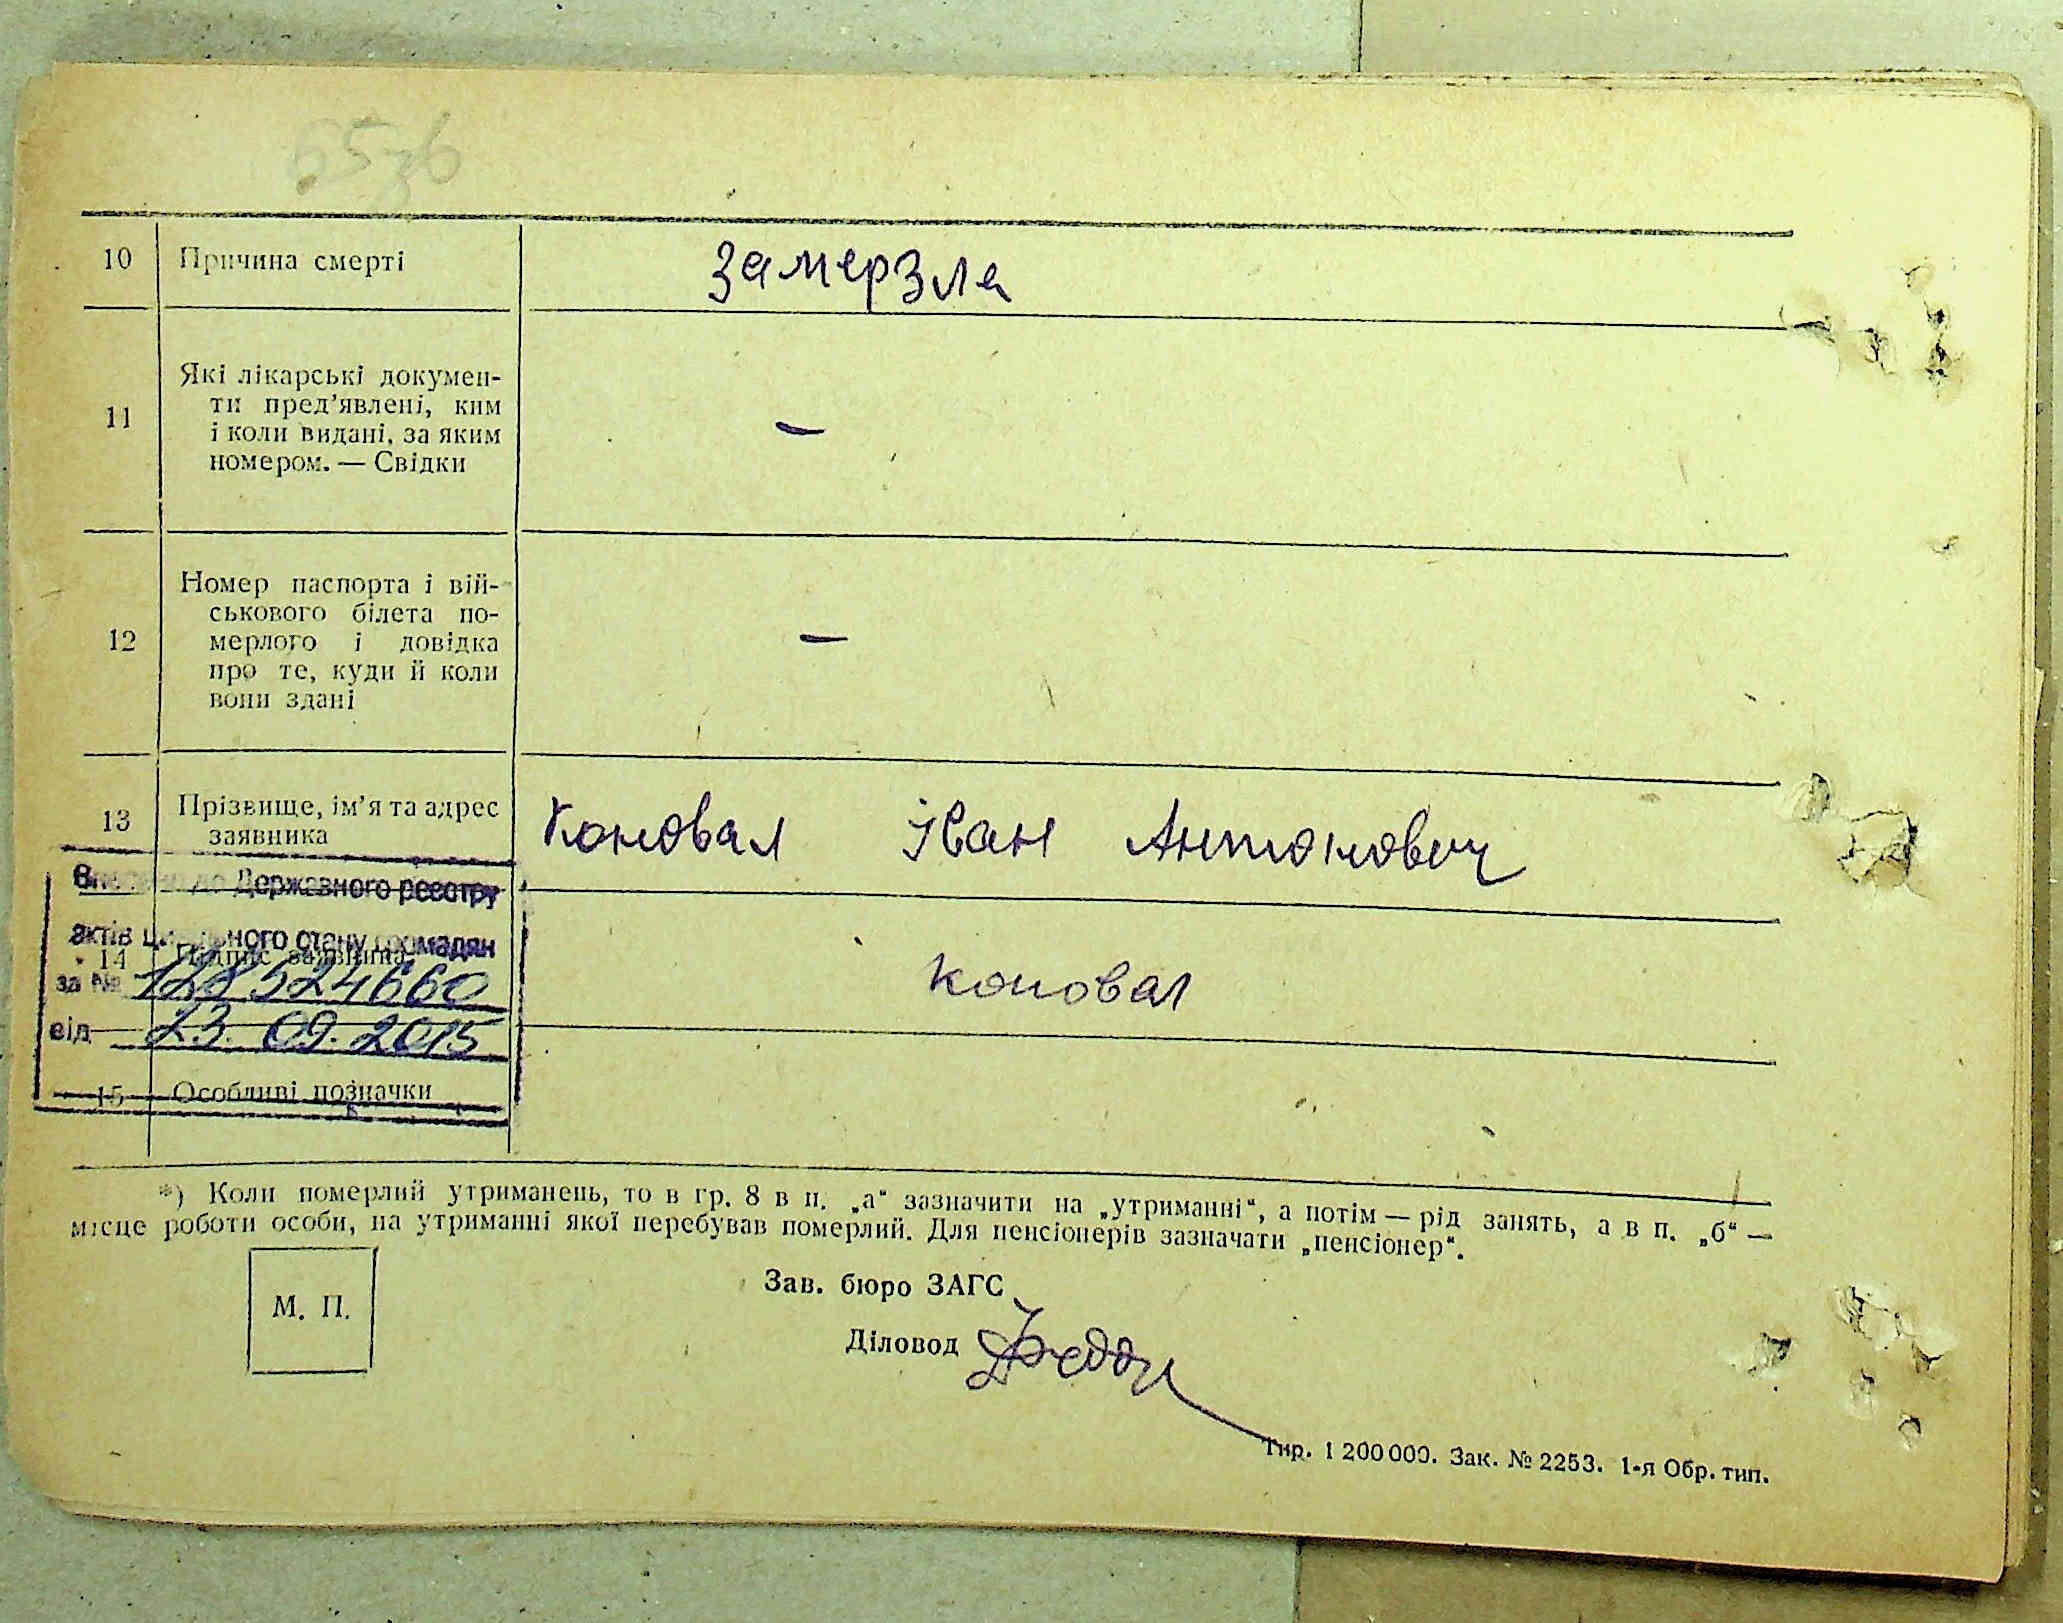 6536
10 Причина смерті замерзла
11 Які лікарські докумен-
ти пред'явлені, ким
і коли видані, за яким
номером. — Свідки –
12 Номер паспорта і вій-
ськового білета по-
мерлого і довідка
про те, куди й коли
вони здані –
13 Прізвище, ім'я та адрес
заявника Коновал Іван Антонович
до Державного реєстру
актів цивільного стану громадян
14 Підпис заявника Коновал
за № 128524660
від 23.09.2015
15 Особливі позначки
*) Коли померлий утриманець, то в гр. 8 в п. „а“ зазначити на „утриманні“, а потім — рід занять, а в п. „б“ —
місце роботи особи, на утриманні якої перебував померлий. Для пенсіонерів зазначати „пенсіонер“.
М. П.
Зав. бюро ЗАГС
Діловод
Тир. 1 200 000. Зак. № 2253. 1-я Обр. тип.